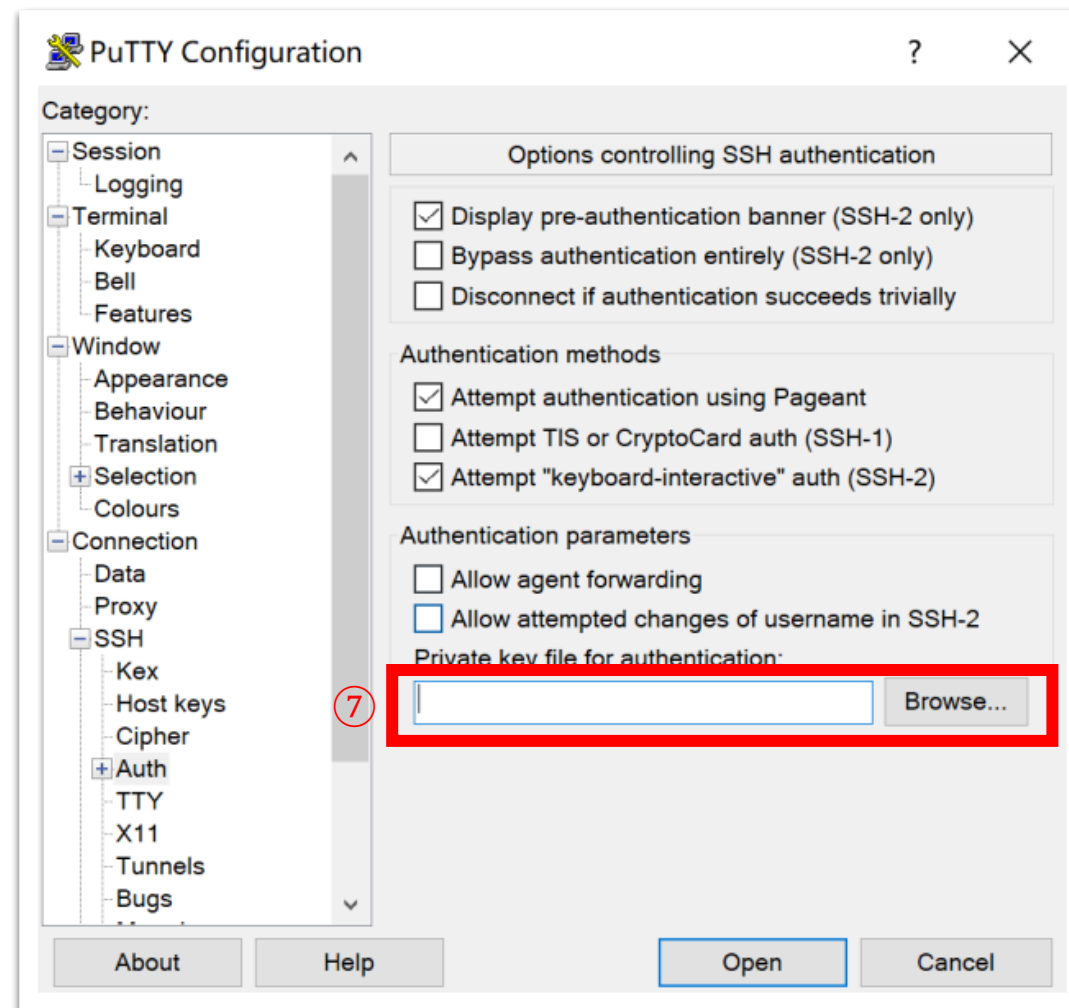 PuTTY Configuration
?
Category:
Session
Logging
Terminal
Keyboard
Bell
Features
Window
Appearance
Behaviour
Translation
Selection
Colours
Connection
Data
Proxy
SSH
Kex
Host keys
Cipher
Auth
TTY
X11
Tunnels
Bugs
Options controlling SSH authentication
Display pre-authentication banner (SSH-2 only)
Bypass authentication entirely (SSH-2 only)
Disconnect if authentication succeeds trivially
Authentication methods
Attempt authentication using Pageant
Attempt TIS or CryptoCard auth (SSH-1)
Attempt "keyboard-interactive" auth (SSH-2)
Authentication parameters
Allow agent forwarding
Allow attempted changes of username in SSH-2
Private key file for authentication:
⑦
Browse...
About
Help
Open
Cancel